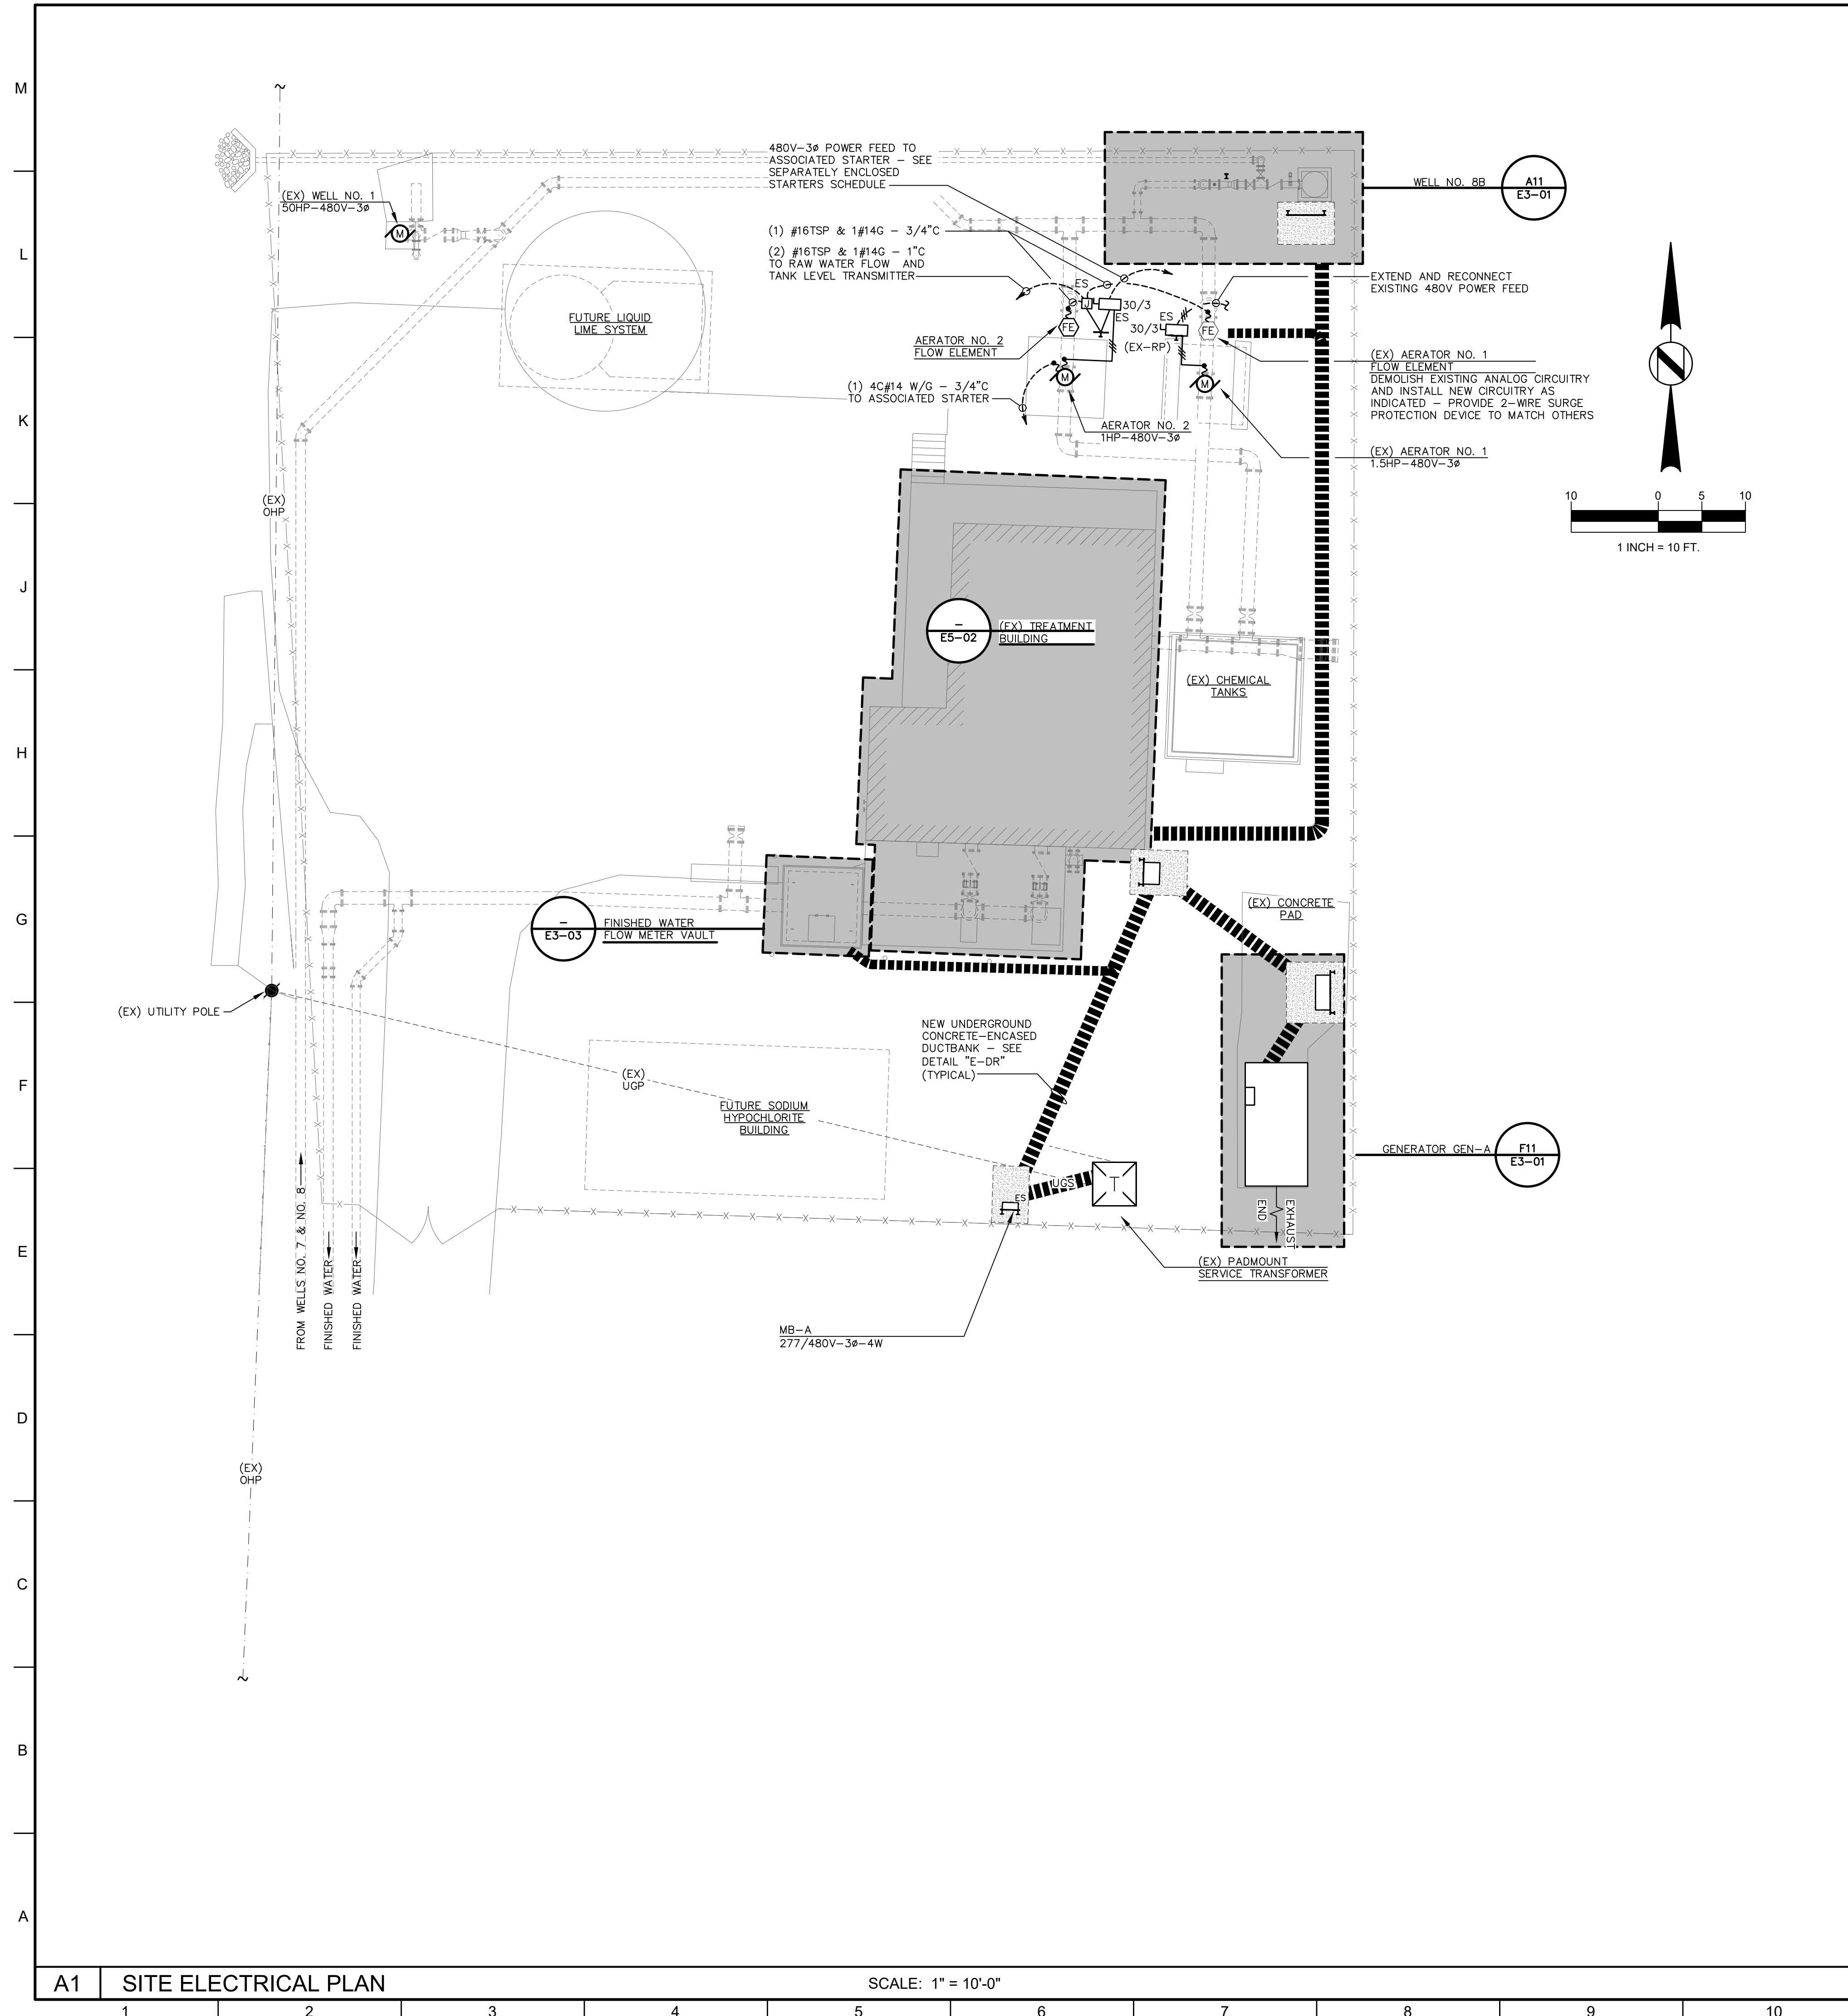 M
L
K
J
H
G
F
E
D
C
B
A
480V-3ø POWER FEED TO
ASSOCIATED STARTER - SEE
SEPARATELY ENCLOSED
STARTERS SCHEDULE
(EX) WELL NO. 1
50HP-480V-3ø
M
(1) #16TSP & 1#14G - 3/4"C
(2) #16TSP & 1#14G - 1"C
TO RAW WATER FLOW AND
TANK LEVEL TRANSMITTER
WELL NO. 8B
A11
E3-01
EXTEND AND RECONNECT
EXISTING 480V POWER FEED
ES
J
30/3
ES
ES
30/3
FE
FE
(EX-RP)
FUTURE LIQUID
LIME SYSTEM
AERATOR NO. 2
FLOW ELEMENT
(EX) AERATOR NO. 1
FLOW ELEMENT
DEMOLISH EXISTING ANALOG CIRCUITRY
AND INSTALL NEW CIRCUITRY AS
INDICATED - PROVIDE 2-WIRE SURGE
PROTECTION DEVICE TO MATCH OTHERS
M
M
(1) 4C#14 W/G - 3/4"C
TO ASSOCIATED STARTER
AERATOR NO. 2
1HP-480V-3ø
(EX) AERATOR NO. 1
1.5HP-480V-3ø
N
10 0 5 10
1 INCH = 10 FT.
(EX)
OHP
-
E5-02
(EX) TREATMENT
BUILDING
(EX) CHEMICAL
TANKS
-
E3-03
FINISHED WATER
FLOW METER VAULT
(EX) CONCRETE
PAD
(EX) UTILITY POLE
NEW UNDERGROUND
CONCRETE-ENCASED
DUCTBANK - SEE
DETAIL "E-DR"
(TYPICAL)
(EX)
UGP
FUTURE SODIUM
HYPOCHLORITE
BUILDING
GENERATOR GEN-A
F11
E3-01
UGS
T
ES
EXHAUST
END
FROM WELLS NO. 7 & NO. 8
FINISHED WATER
FINISHED WATER
(EX) PADMOUNT
SERVICE TRANSFORMER
MB-A
277/480V-3ø-4W
(EX)
OHP
A1 SITE ELECTRICAL PLAN SCALE: 1" = 10'-0"
1 2 3 4 5 6 7 8 9 10